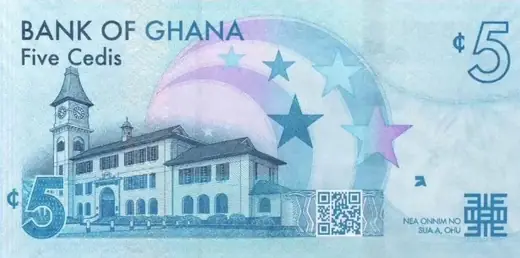 BANK OF GHANA
Five Cedis
₵5
₵5
NEA ONNIM NO
SUA A, OHU